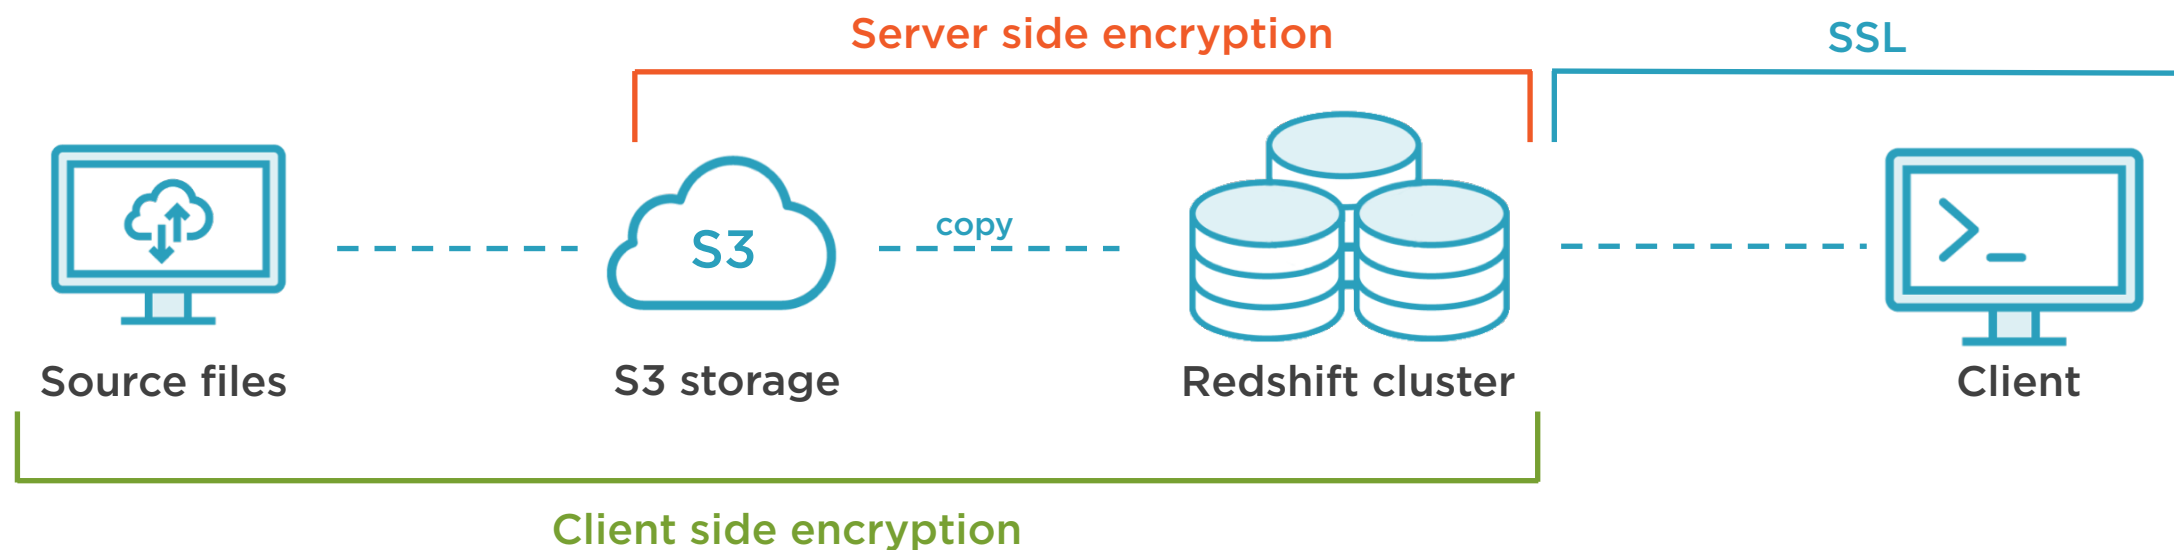 Server side encryption
SSL
S3
copy
>_
Source files
S3 storage
Redshift cluster
Client
Client side encryption